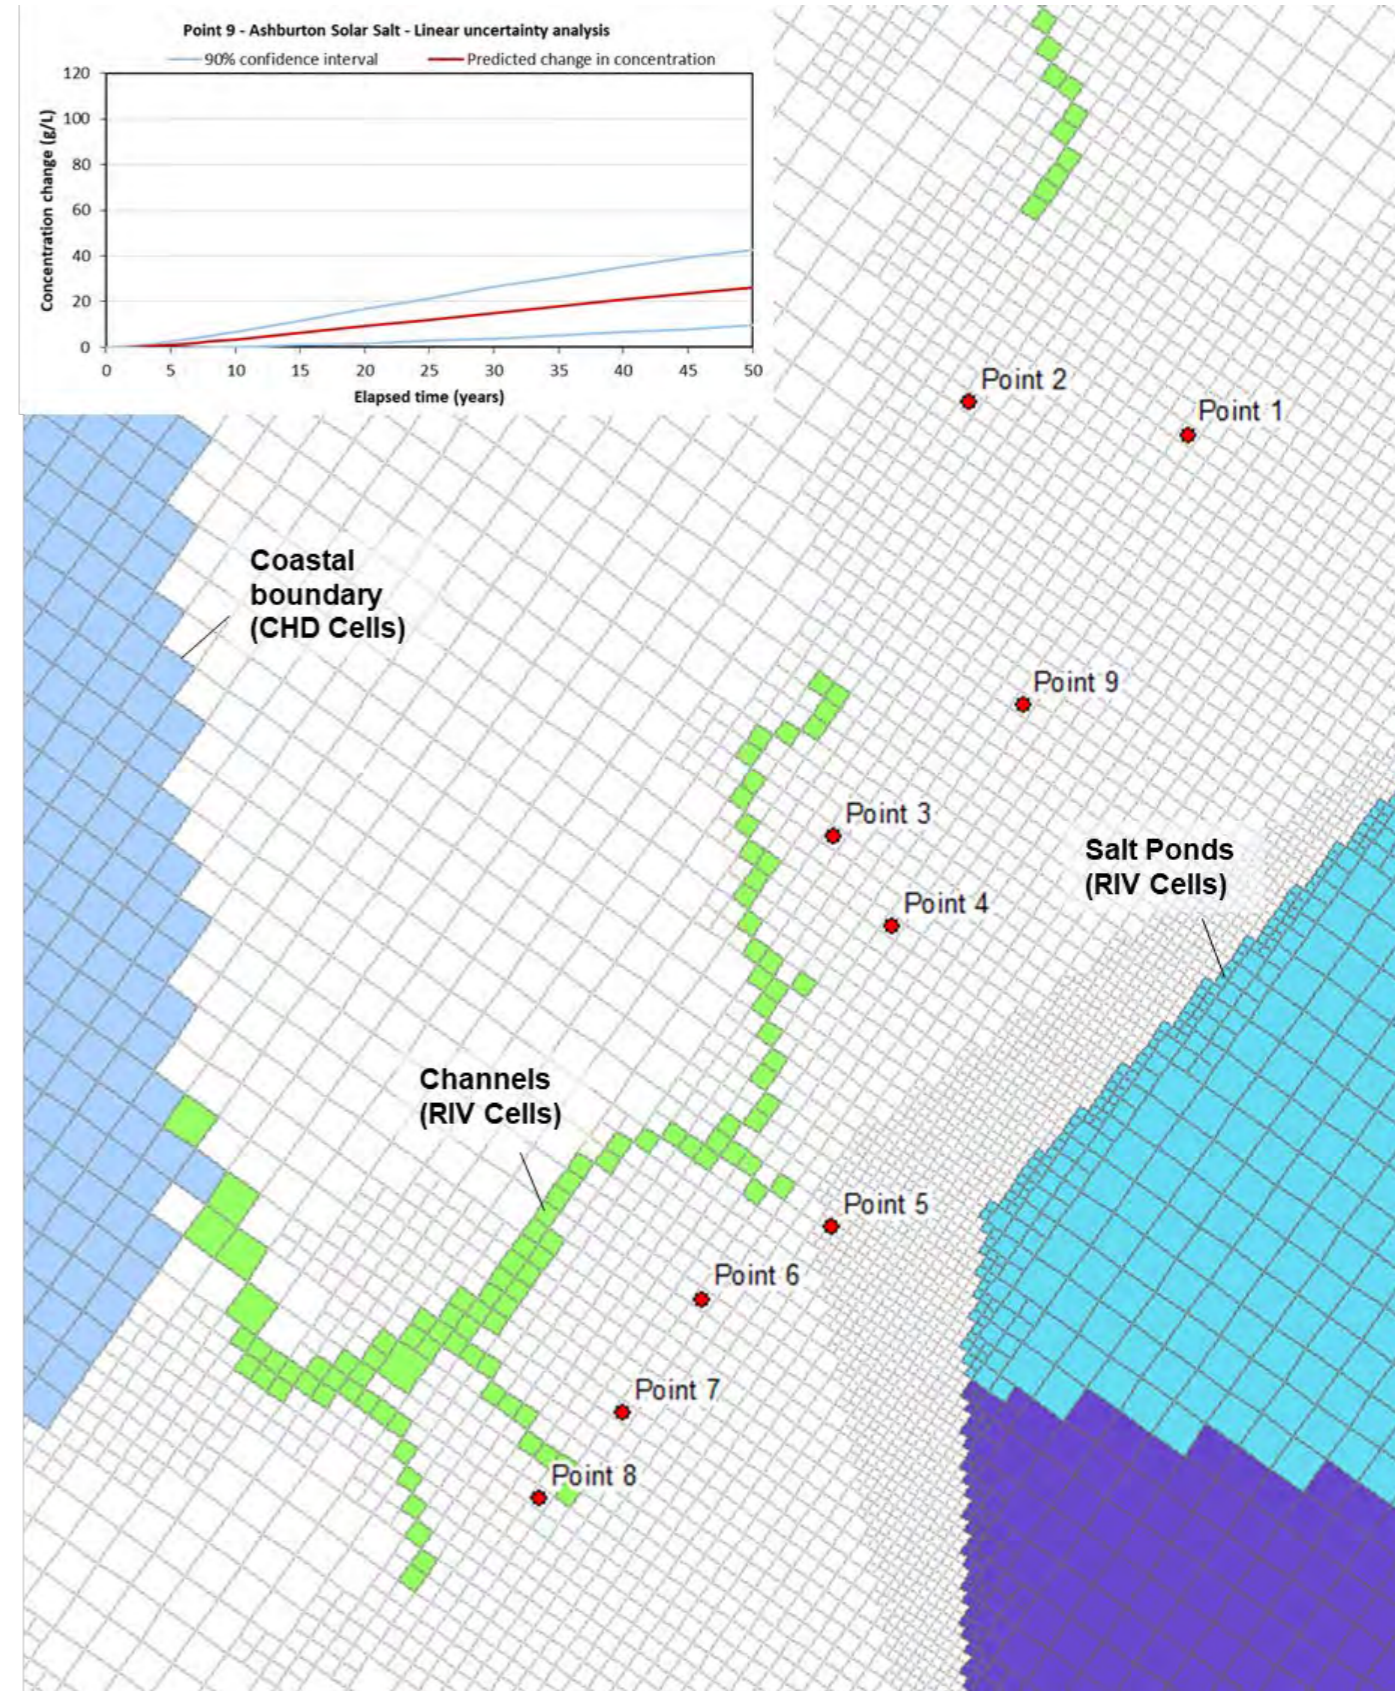 Point 9 - Ashburton Solar Salt - Linear uncertainty analysis
90% confidence interval
Predicted change in concentration
120
100
80
60
40
20
0
Concentration change (g/L)
0 5 10 15 20 25 30 35 40 45 50
Elapsed time (years)
Point 2
Point 1
Coastal
boundary
(CHD Cells)
Point 9
Point 3
Salt Ponds
(RIV Cells)
Point 4
Channels
(RIV Cells)
Point 5
Point 6
Point 7
Point 8